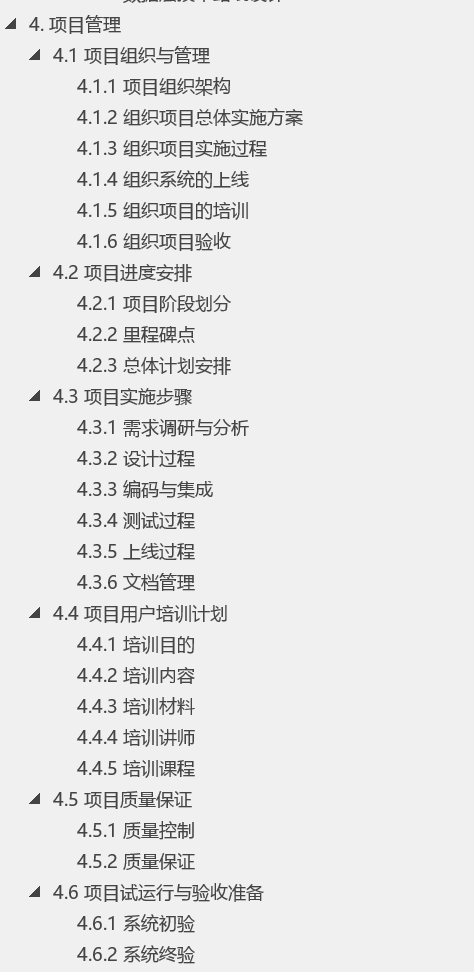 4. 项目管理
4.1 项目组织与管理
4.1.1 项目组织架构
4.1.2 组织项目总体实施方案
4.1.3 组织项目实施过程
4.1.4 组织系统的上线
4.1.5 组织项目的培训
4.1.6 组织项目验收
4.2 项目进度安排
4.2.1 项目阶段划分
4.2.2 里程碑点
4.2.3 总体计划安排
4.3 项目实施步骤
4.3.1 需求调研与分析
4.3.2 设计过程
4.3.3 编码与集成
4.3.4 测试过程
4.3.5 上线过程
4.3.6 文档管理
4.4 项目用户培训计划
4.4.1 培训目的
4.4.2 培训内容
4.4.3 培训材料
4.4.4 培训讲师
4.4.5 培训课程
4.5 项目质量保证
4.5.1 质量控制
4.5.2 质量保证
4.6 项目试运行与验收准备
4.6.1 系统初验
4.6.2 系统终验